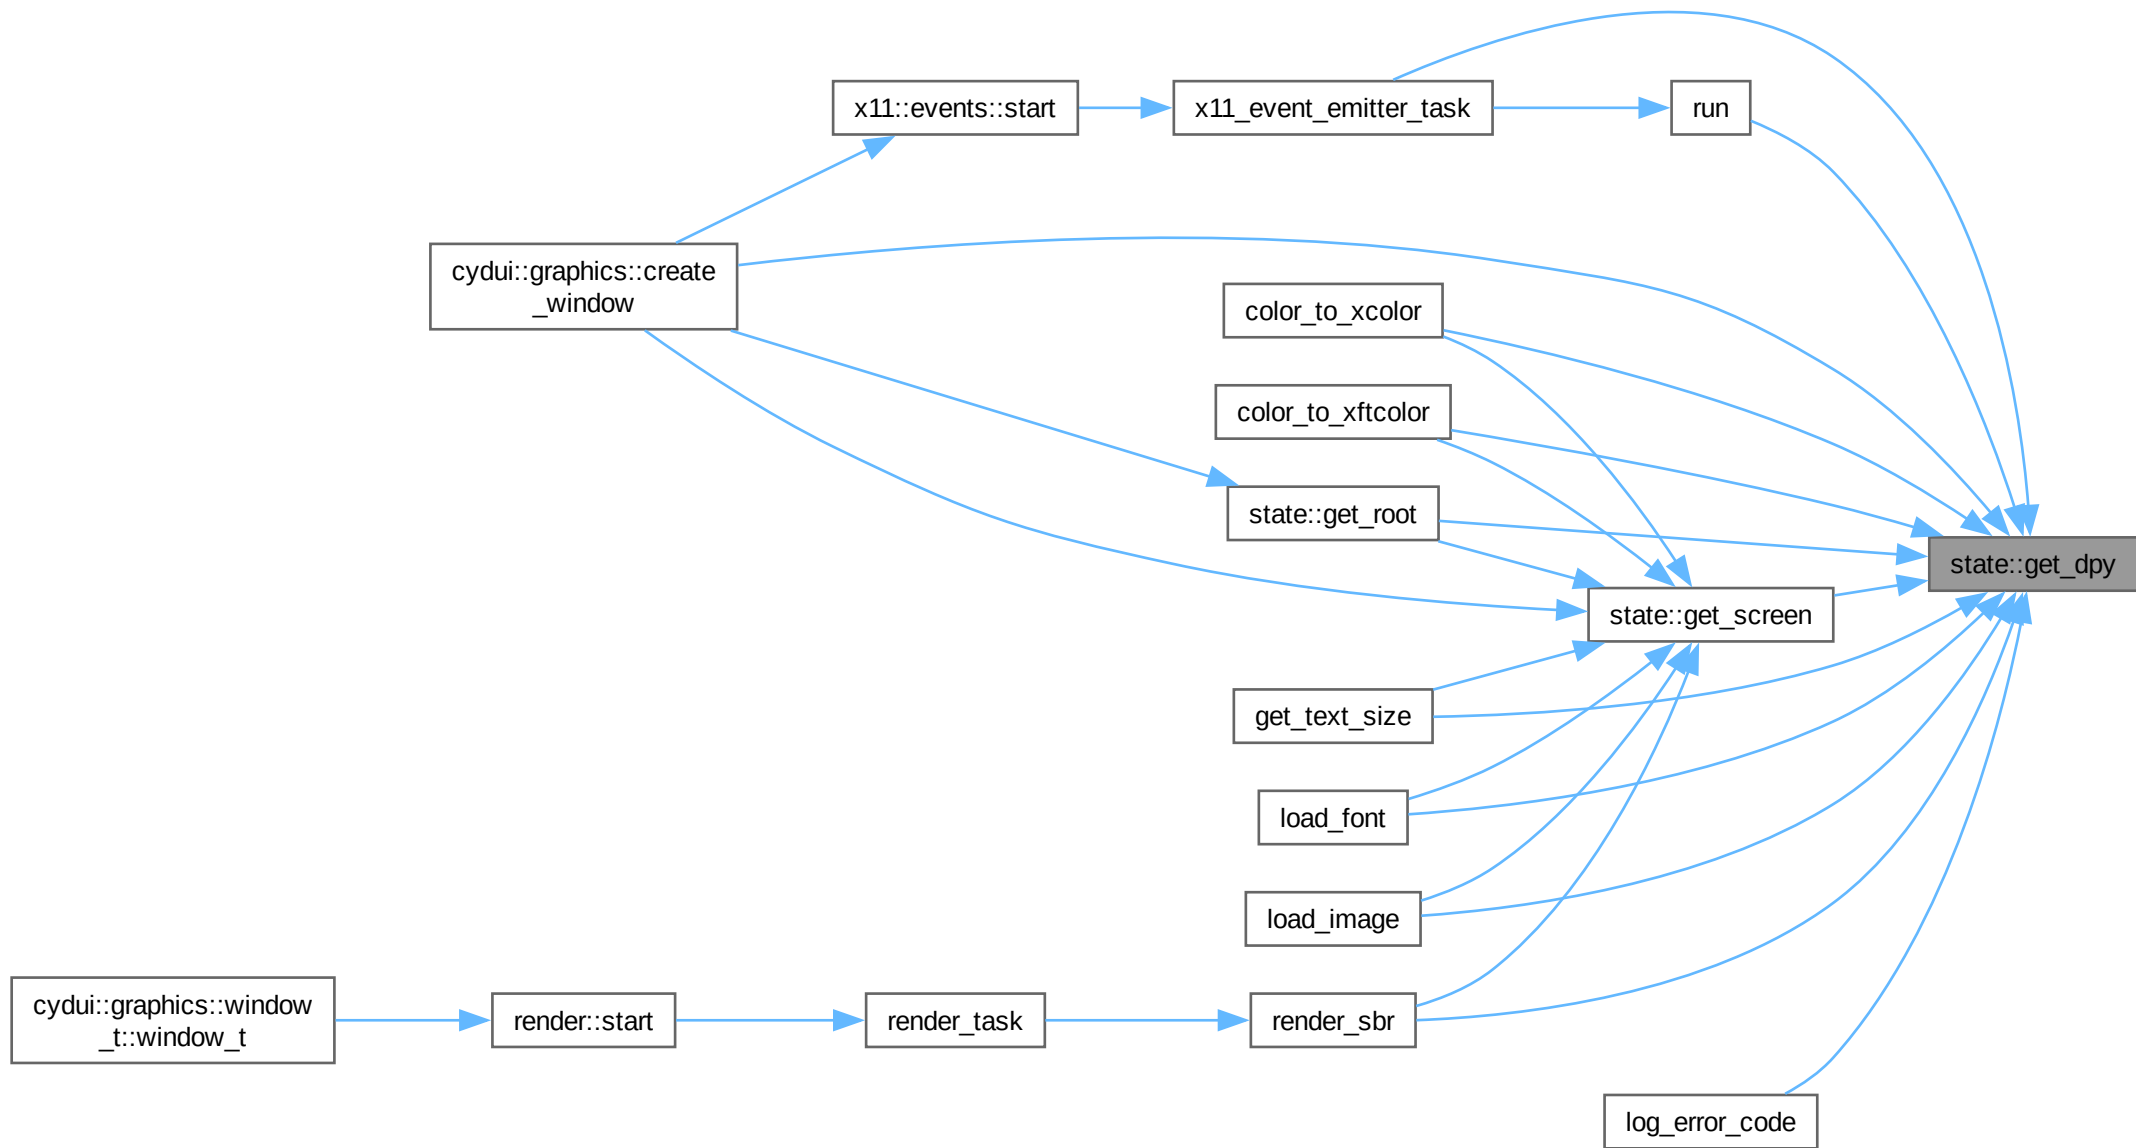 x11::events::start
x11_event_emitter_task
run
cydui::graphics::create
_window
color_to_xcolor
color_to_xftcolor
state::get_root
state::get_dpy
state::get_screen
get_text_size
load_font
load_image
cydui::graphics::window
_t::window_t
render::start
render_task
render_sbr
log_error_code